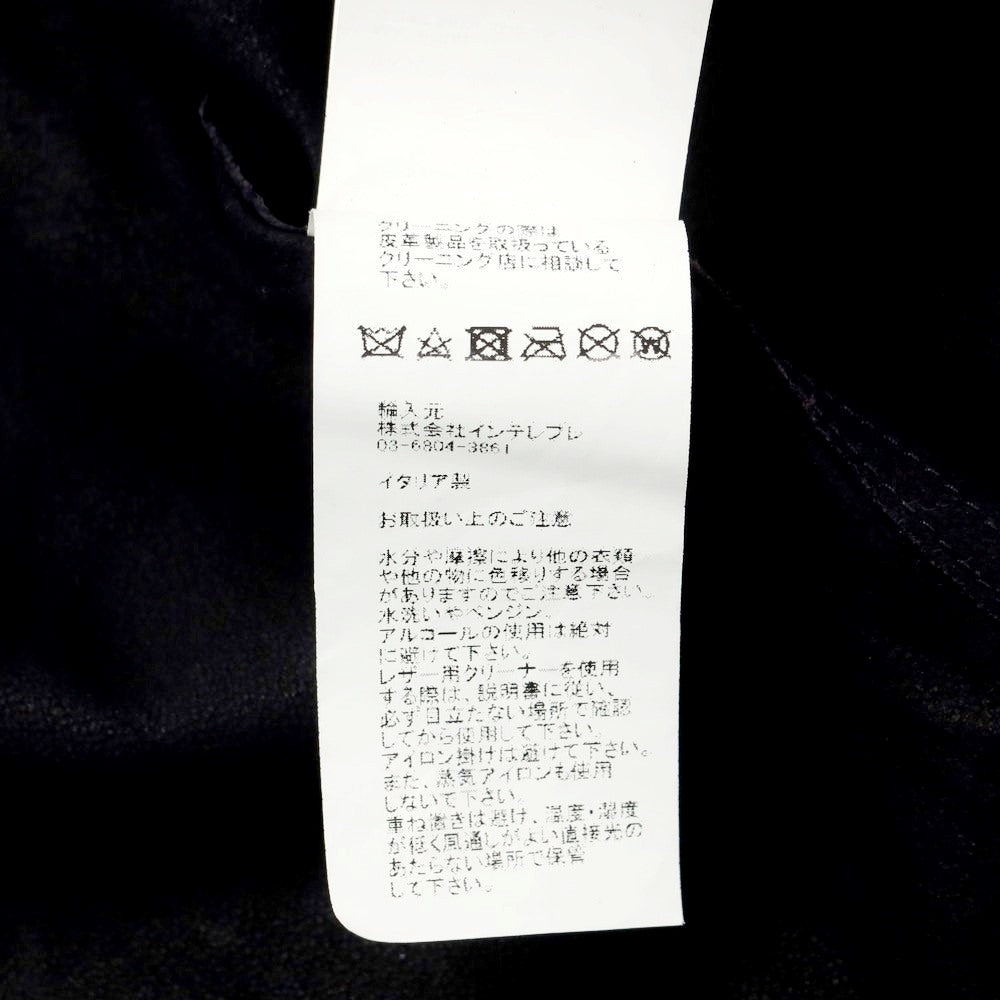 クリーニングの際は
皮革製品を取扱っている
クリーニング店に相談して
下さい。
輸入元
株式会社インテレプレ
03-6804-3861
イタリア製
お取扱い上のご注意
水分や摩擦により他の衣類
や他の物に色移りする場合
がありますのでご注意下さい。
水洗いやベンジン。
アルコールの使用は絶対
に避けて下さい。
レザー用クリーナーを使用
する際は、説明書に従い、
必ず目立たない場所で確認
してから使用して下さい。
アイロン掛けは避けて下さい。
また、蒸気アイロンも使用
しないで下さい。
重ね置きは避け、温度・湿度
が低く風通しがよい直接光の
あたらない場所で保管
して下さい。